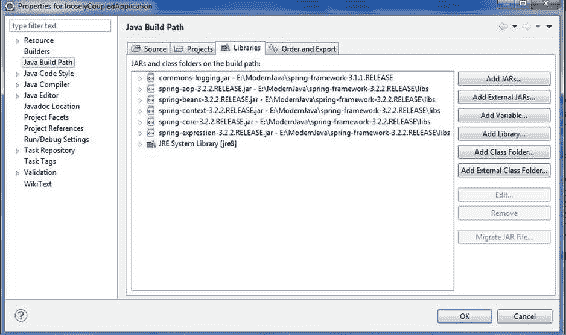 Properties for looselyCoupledApplication
type filter text
Resource
Builders
Java Build Path
Java Code Style
Java Compiler
Java Editor
Javadoc Location
Project Facets
Project References
Run/Debug Settings
Task Repository
Task Tags
Validation
WikiText
Java Build Path
Source
Projects
Libraries
Order and Export
JARs and class folders on the build path:
commons-logging.jar - E:\ModernJava\spring-framework-3.1.1.RELEASE
spring-aop-3.2.2.RELEASE.jar - E:\ModernJava\spring-framework-3.2.2.RELEASE\libs
spring-beans-3.2.2.RELEASE.jar - E:\ModernJava\spring-framework-3.2.2.RELEASE\libs
spring-context-3.2.2.RELEASE.jar - E:\ModernJava\spring-framework-3.2.2.RELEASE\libs
spring-core-3.2.2.RELEASE.jar - E:\ModernJava\spring-framework-3.2.2.RELEASE\libs
spring-expression-3.2.2.RELEASE.jar - E:\ModernJava\spring-framework-3.2.2.RELEASE\libs
JRE System Library [jre6]
Add JARs...
Add External JARs...
Add Variable...
Add Library...
Add Class Folder...
Add External Class Folder...
Edit...
Remove
Migrate JAR File...
OK
Cancel